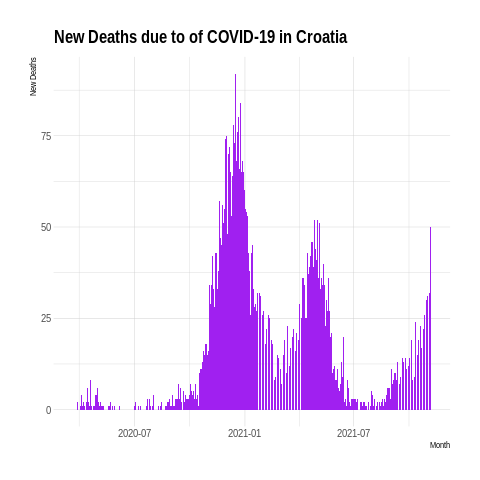 New Deaths due to of COVID-19 in Croatia
New Deaths
75
50
25
0
2020-07
2021-01
2021-07
Month